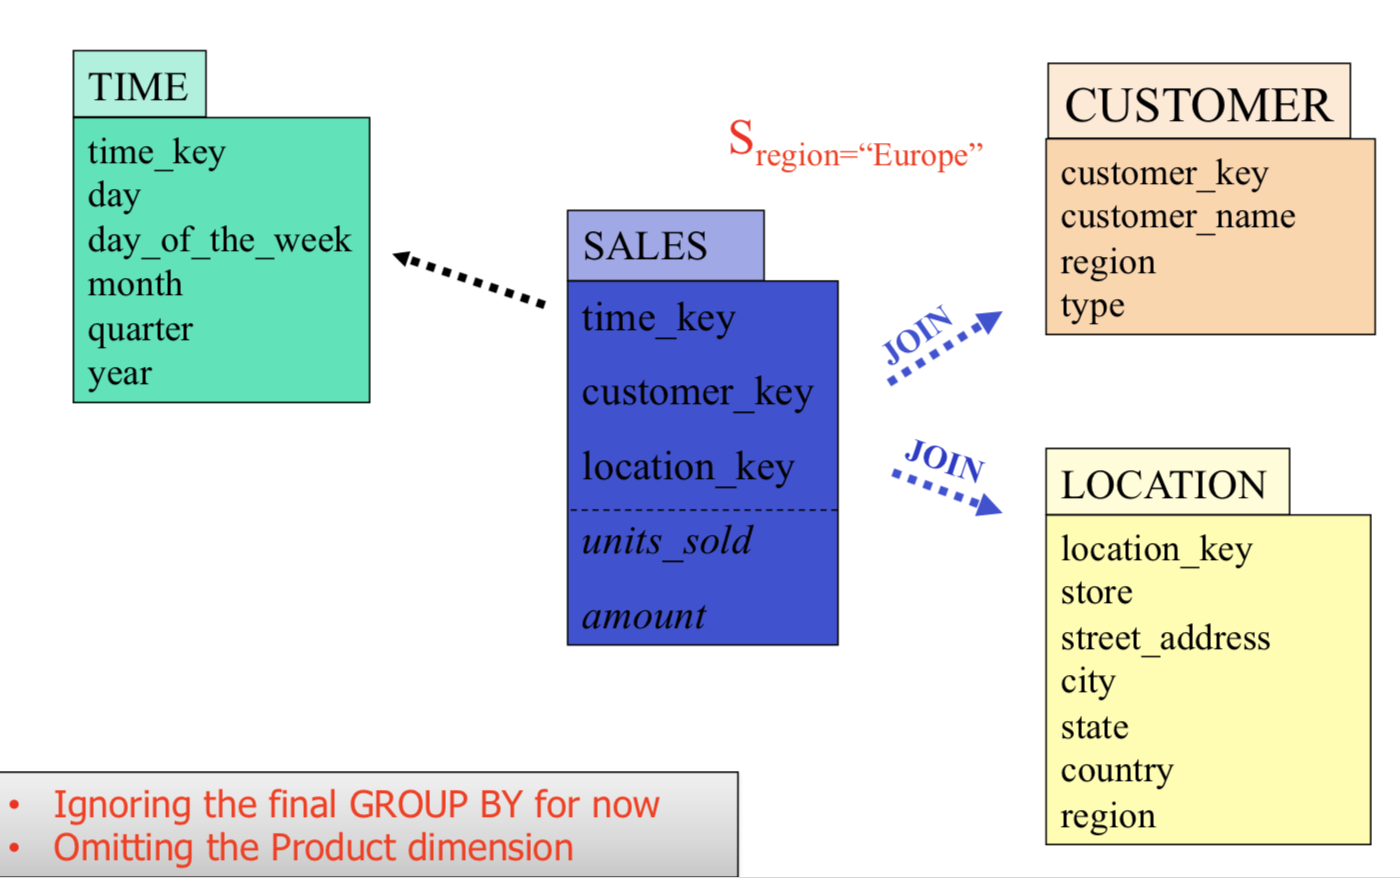 TIME
time_key
day
day_of_the_week
month
quarter
year
S region=“Europe”
SALES
time_key
customer_key
location_key
units_sold
amount
JOIN
JOIN
CUSTOMER
customer_key
customer_name
region
type
LOCATION
location_key
store
street_address
city
state
country
region
• Ignoring the final GROUP BY for now
• Omitting the Product dimension